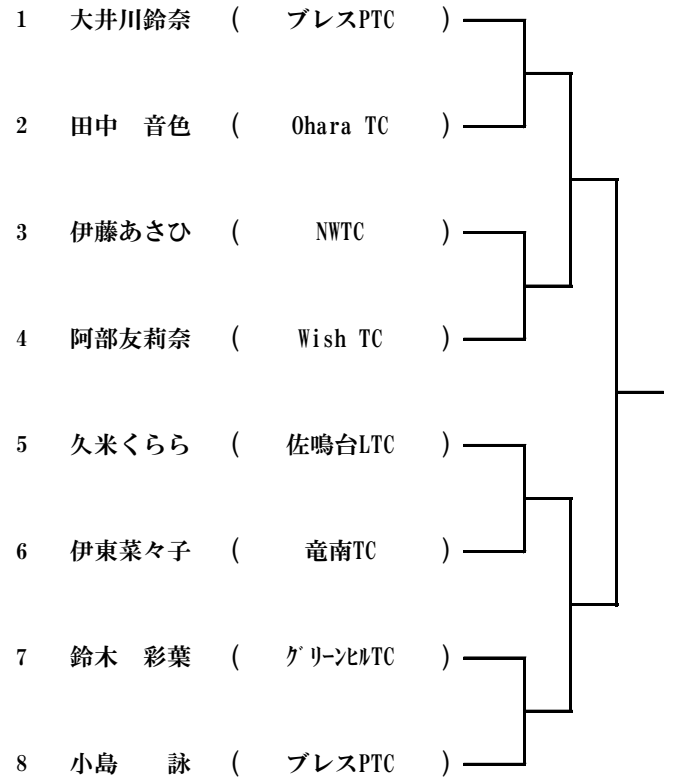 1 大井川鈴奈 ( ブレスPTC )
2 田中 音色 ( Ohara TC )
3 伊藤あさひ ( NWTC )
4 阿部友莉奈 ( Wish TC )
5 久米くらら ( 佐鳴台LTC )
6 伊東菜々子 ( 竜南TC )
7 鈴木 彩葉 ( グリーンヒルTC )
8 小島 詠 ( ブレスPTC )